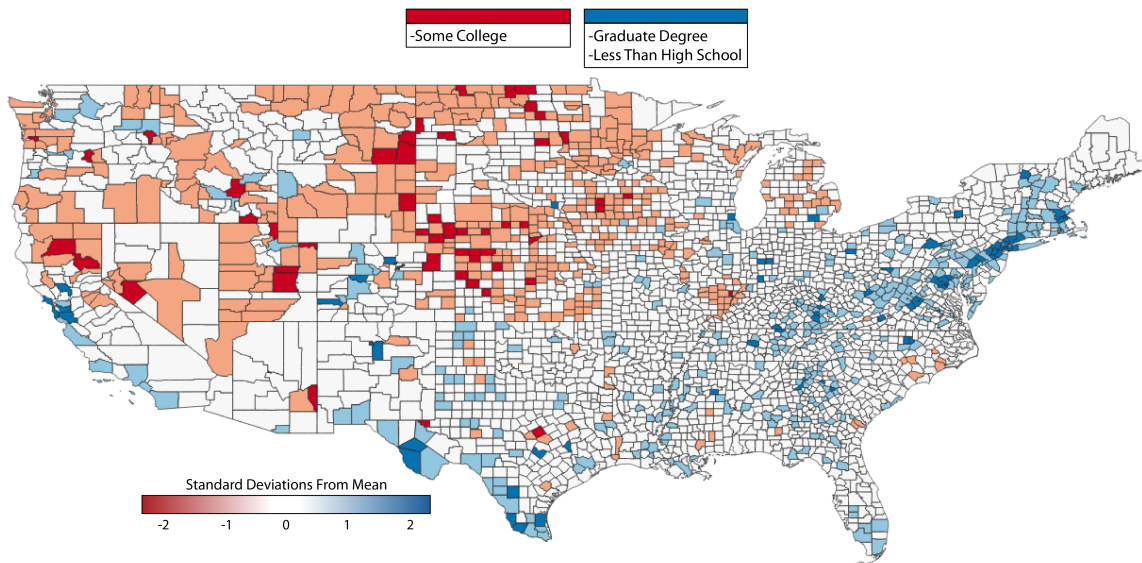 -Some College
-Graduate Degree
-Less Than High School
Standard Deviations From Mean
-2 -1 0 1 2